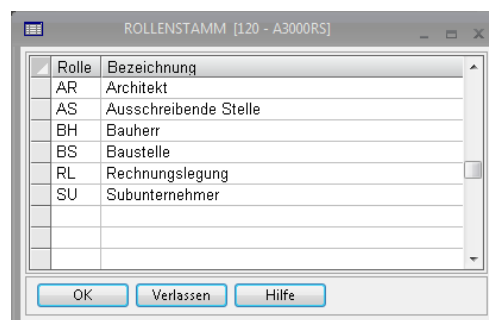 ROLLENSTAMM [120 - A3000RS]
Rolle Bezeichnung
AR Architekt
AS Ausschreibende Stelle
BH Bauherr
BS Baustelle
RL Rechnungslegung
SU Subunternehmer
OK Verlassen Hilfe